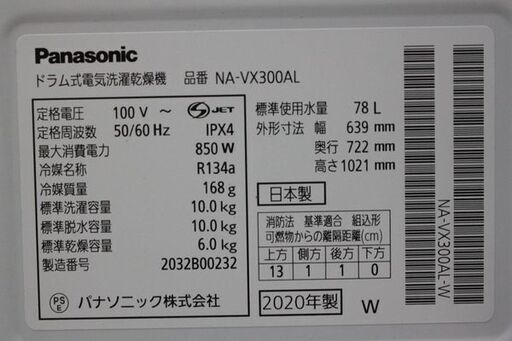 Panasonic
ドラム式電気洗濯乾燥機 品番 NA-VX300AL
定格電圧 100 V ～ JET
定格周波数 50/60 Hz IPX4
最大消費電力 850 W
冷媒名称 R134a
冷媒質量 168 g
標準洗濯容量 10.0 kg
標準脱水容量 10.0 kg
標準乾燥容量 6.0 kg
製造番号 2032B00232
PS E パナソニック株式会社
標準使用水量 78 L
外形寸法 幅 639 mm
奥行 722 mm
高さ 1021 mm
日本製
消防法 基準適合 組込形
可燃物からの離隔距離(cm)
上方 側方 後方 下方
13 1 1 0
2020年製 W
NA-VX300AL-W